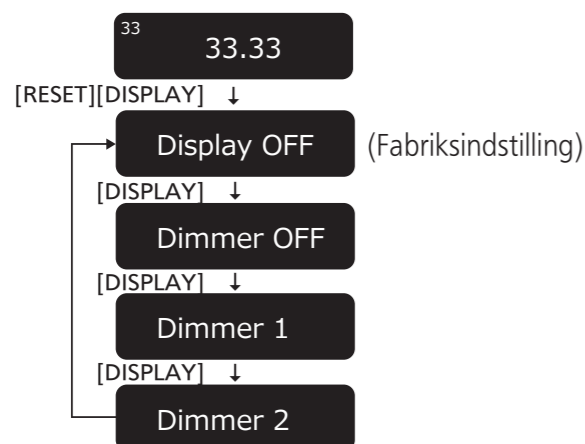 33
33.33
[RESET][DISPLAY] ↓
Display OFF (Fabriksindstilling)
[DISPLAY] ↓
Dimmer OFF
[DISPLAY] ↓
Dimmer 1
[DISPLAY] ↓
Dimmer 2